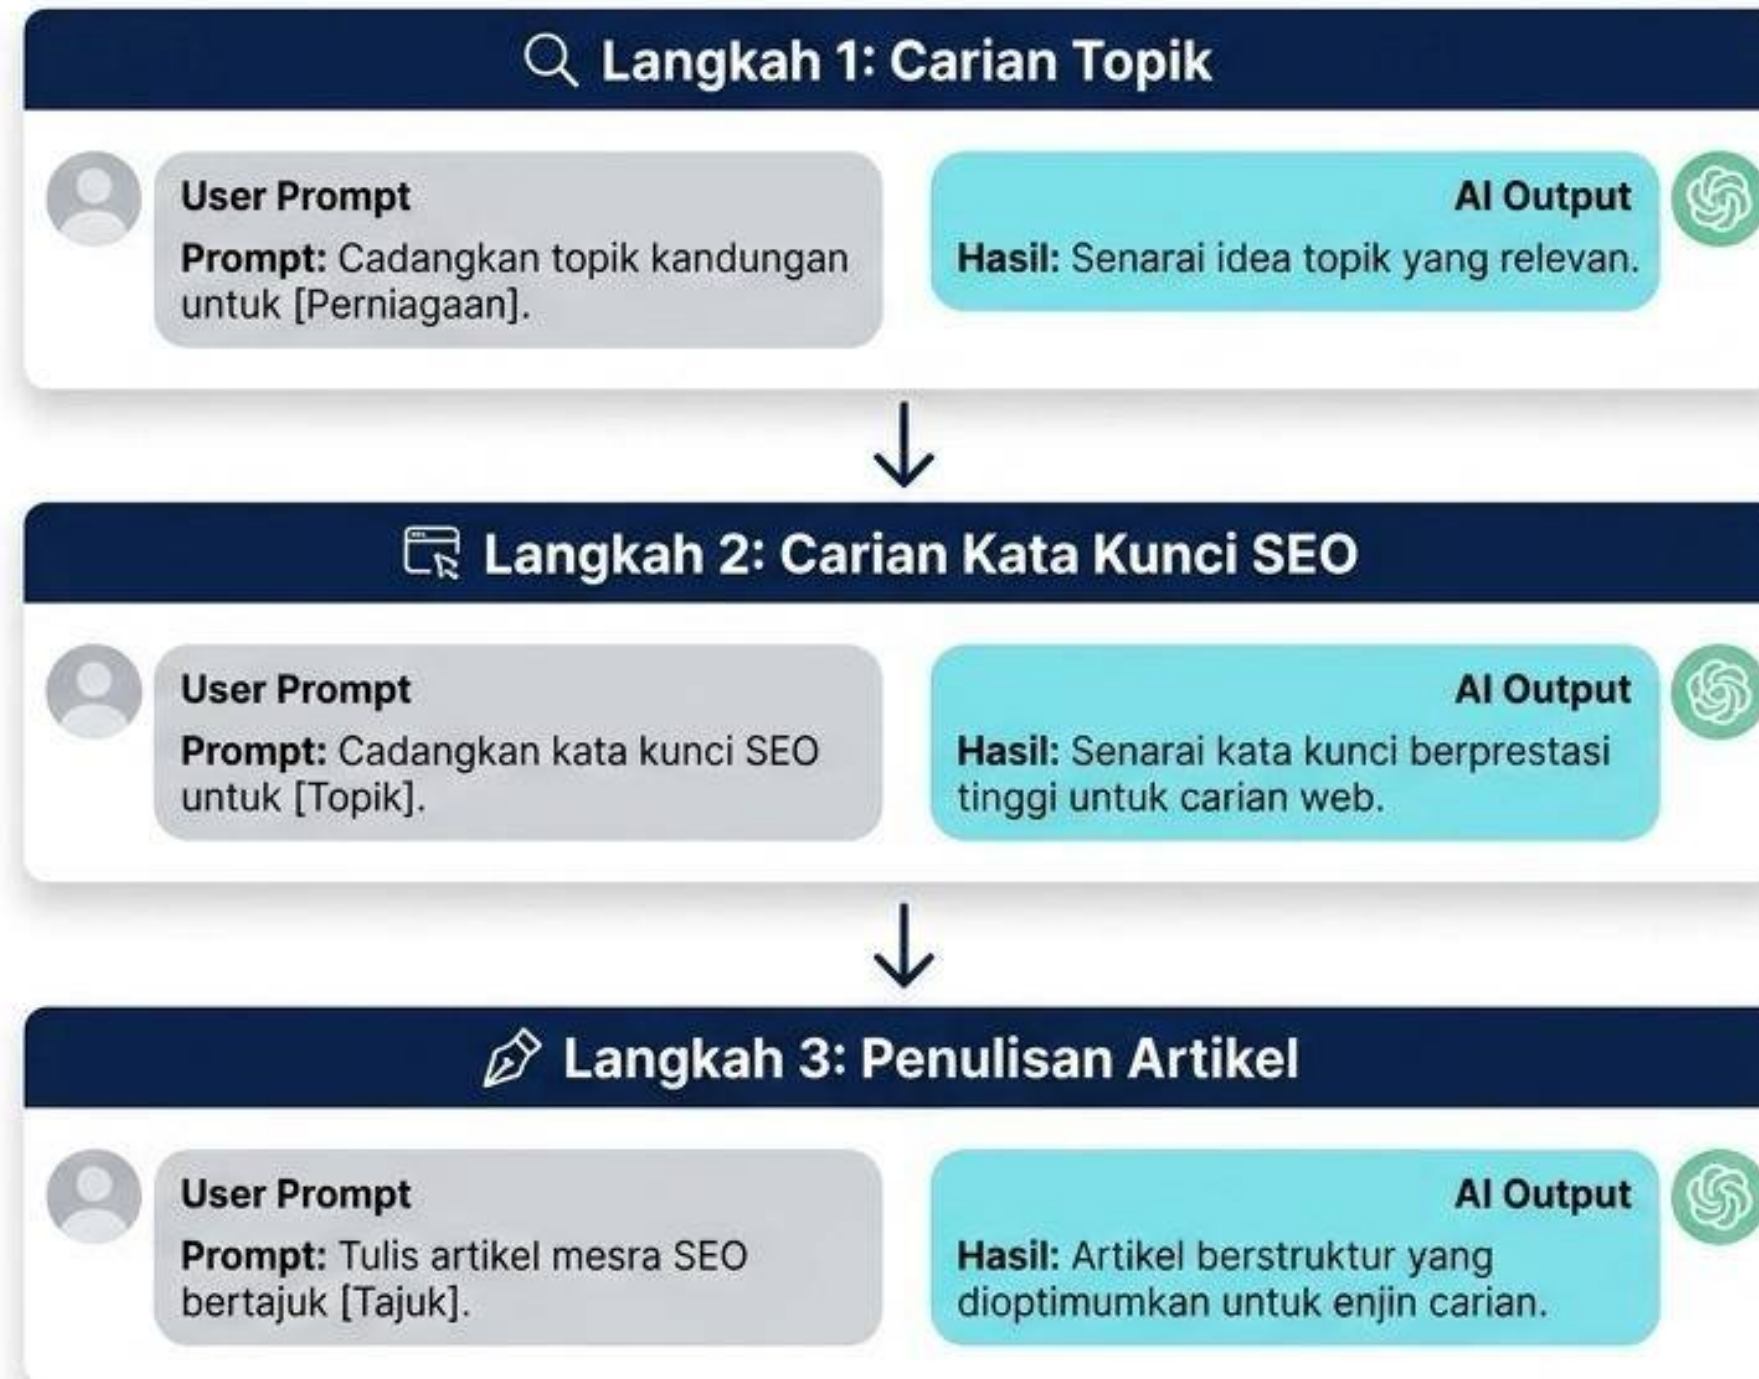 Langkah 1: Carian Topik
User Prompt
Prompt: Cadangkan topik kandungan
untuk [Perniagaan].
AI Output
Hasil: Senarai idea topik yang relevan.
Langkah 2: Carian Kata Kunci SEO
User Prompt
Prompt: Cadangkan kata kunci SEO
untuk [Topik].
AI Output
Hasil: Senarai kata kunci berprestasi
tinggi untuk carian web.
Langkah 3: Penulisan Artikel
User Prompt
Prompt: Tulis artikel mesra SEO
bertajuk [Tajuk].
AI Output
Hasil: Artikel berstruktur yang
dioptimumkan untuk enjin carian.